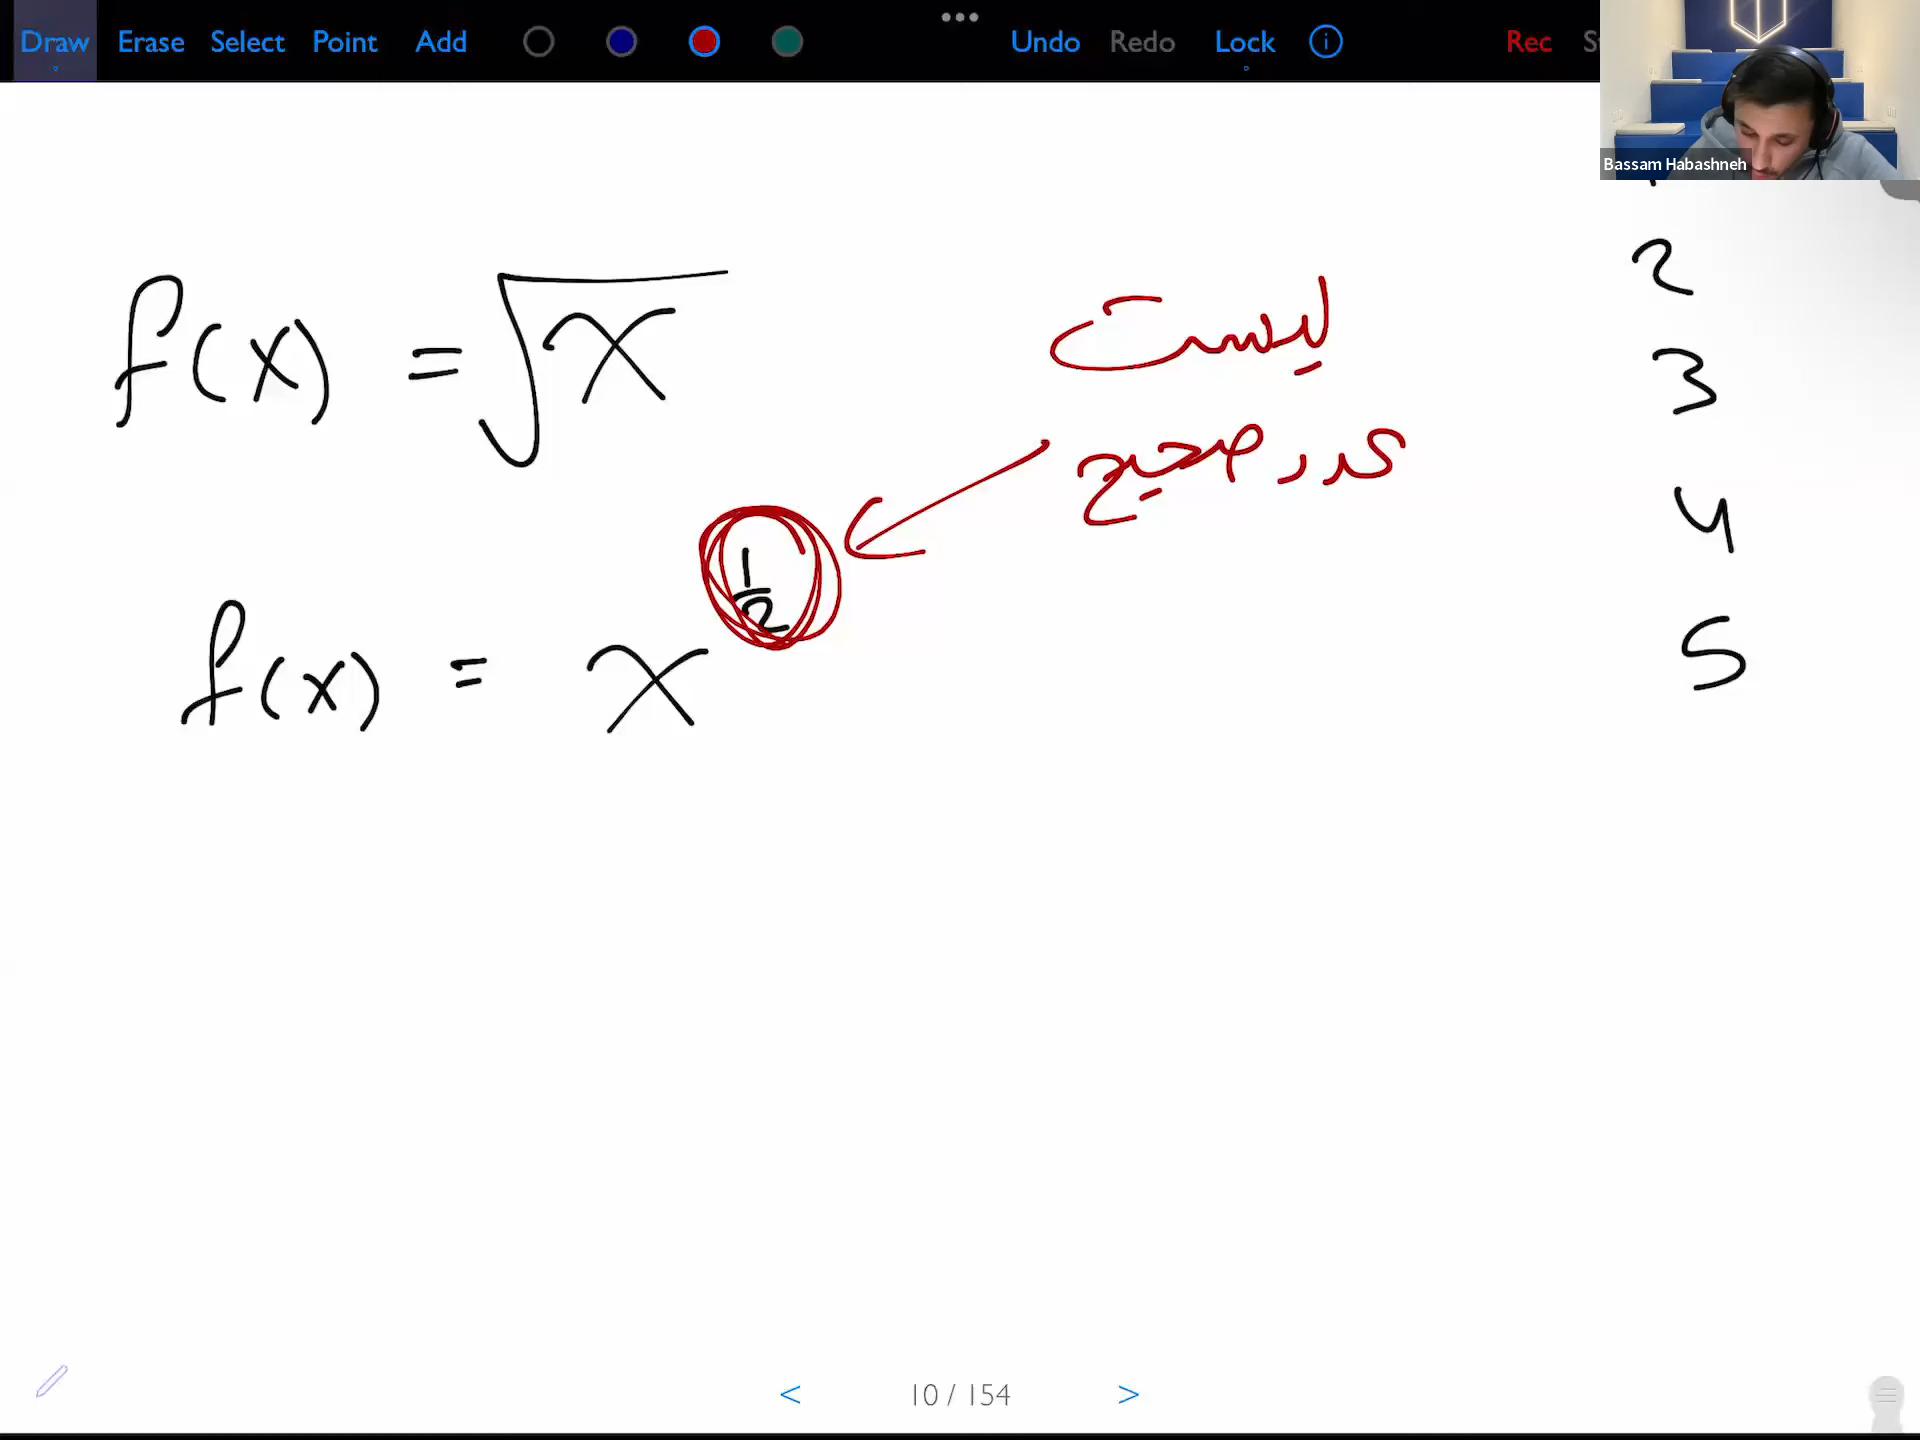 Draw Erase Select Point Add Undo Redo Lock Rec
Bassam Habashneh
f(x) = √x
ليست
عدد صحيح
f(x) = x^(1/2)
2
3
4
5
< 10 / 154 >